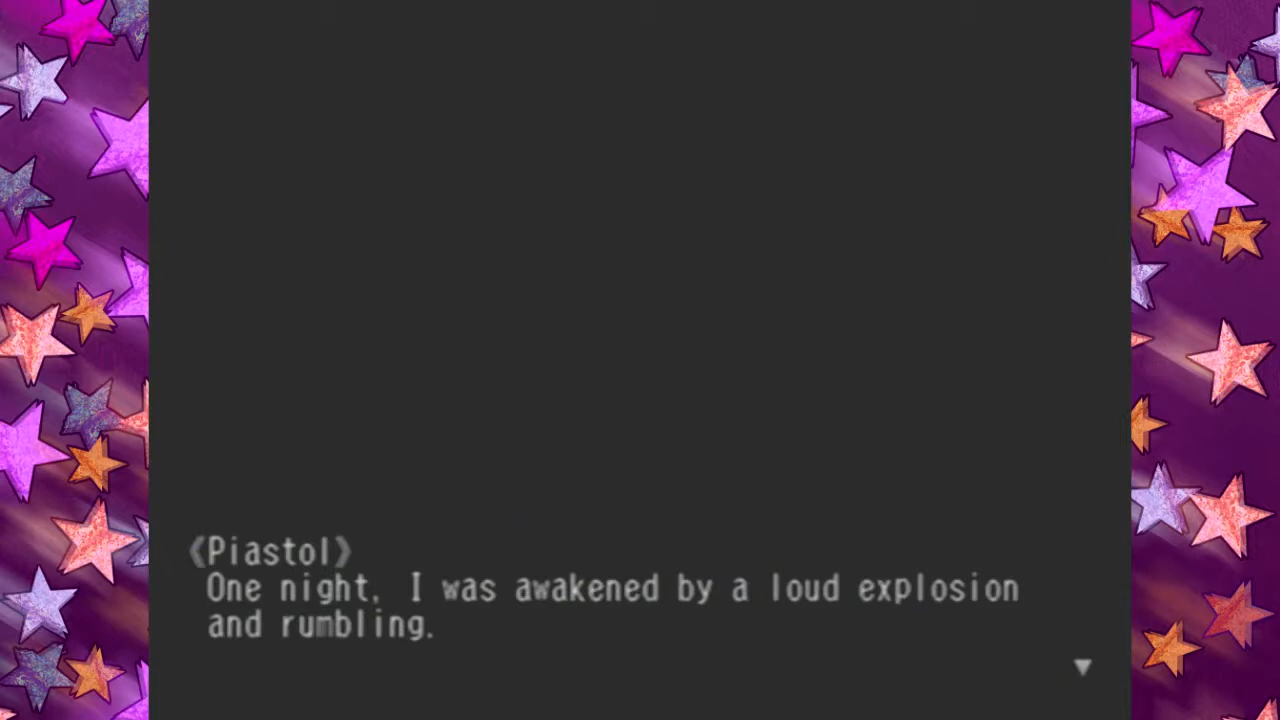 《Piastol》
One night, I was awakened by a loud explosion
and rumbling.